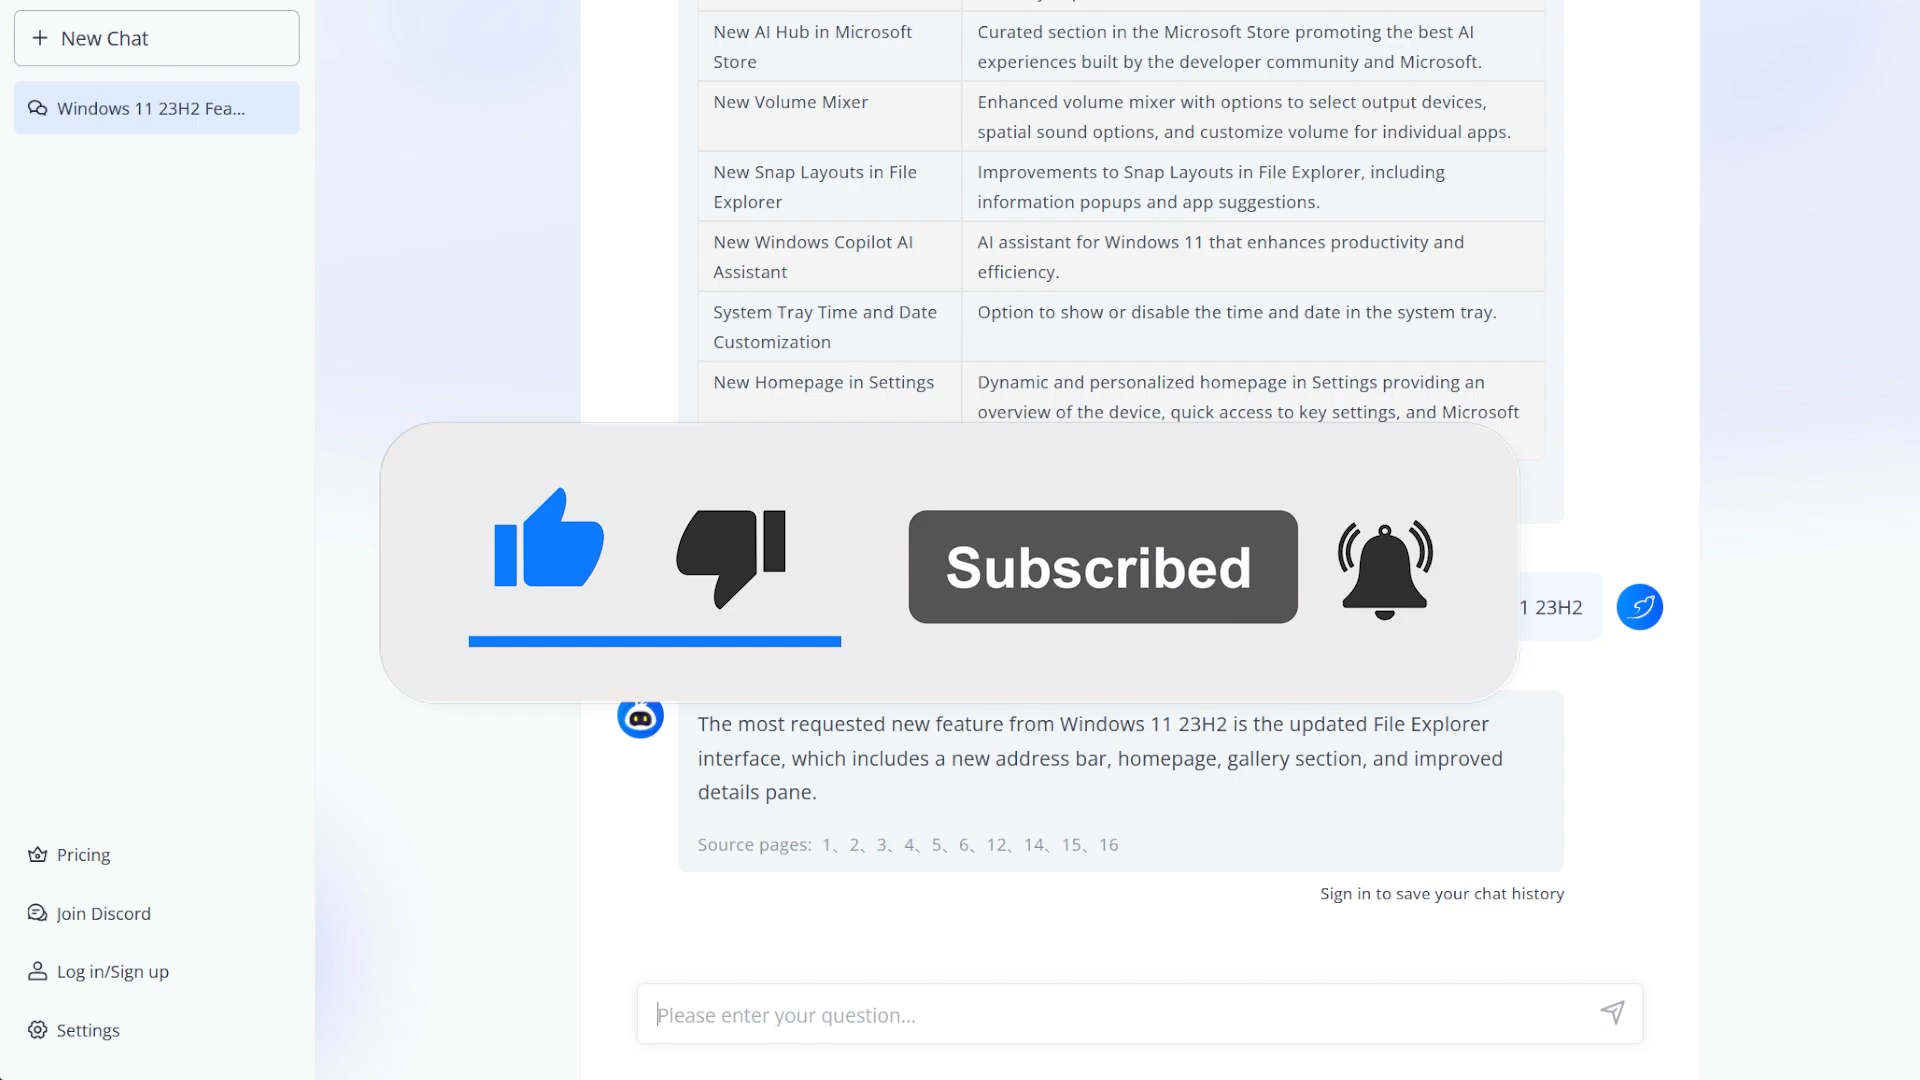 New Chat
Windows 11 23H2 Fea...
New AI Hub in Microsoft
Store
Curated section in the Microsoft Store promoting the best AI
experiences built by the developer community and Microsoft.
New Volume Mixer
Enhanced volume mixer with options to select output devices,
spatial sound options, and customize volume for individual apps.
New Snap Layouts in File
Explorer
Improvements to Snap Layouts in File Explorer, including
information popups and app suggestions.
New Windows Copilot AI
Assistant
AI assistant for Windows 11 that enhances productivity and
efficiency.
System Tray Time and Date
Customization
Option to show or disable the time and date in the system tray.
New Homepage in Settings
Dynamic and personalized homepage in Settings providing an
overview of the device, quick access to key settings, and Microsoft
Subscribed
1 23H2
The most requested new feature from Windows 11 23H2 is the updated File Explorer
interface, which includes a new address bar, homepage, gallery section, and improved
details pane.
Source pages: 1、2、3、4、5、6、12、14、15、16
Sign in to save your chat history
Please enter your question...
Pricing
Join Discord
Log in/Sign up
Settings